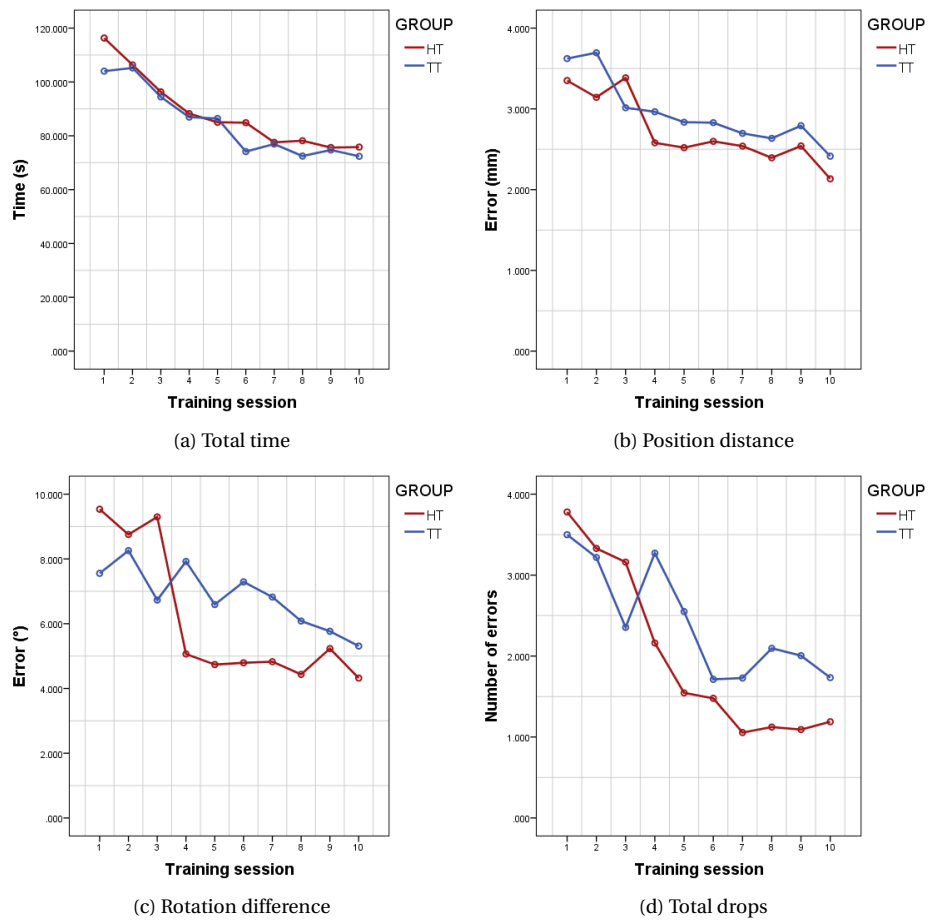 GROUP
HT
TT
120.000
100.000
80.000
60.000
40.000
20.000
.000
Time (s)
1 2 3 4 5 6 7 8 9 10
Training session
(a) Total time
GROUP
HT
TT
4.000
3.000
2.000
1.000
.000
Error (mm)
1 2 3 4 5 6 7 8 9 10
Training session
(b) Position distance
GROUP
HT
TT
10.000
8.000
6.000
4.000
2.000
.000
Error (º)
1 2 3 4 5 6 7 8 9 10
Training session
(c) Rotation difference
GROUP
HT
TT
4.000
3.000
2.000
1.000
.000
Number of errors
1 2 3 4 5 6 7 8 9 10
Training session
(d) Total drops